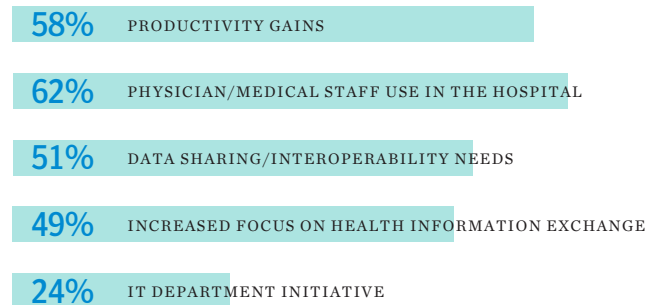 58% PRODUCTIVITY GAINS
62% PHYSICIAN/MEDICAL STAFF USE IN THE HOSPITAL
51% DATA SHARING/INTEROPERABILITY NEEDS
49% INCREASED FOCUS ON HEALTH INFORMATION EXCHANGE
24% IT DEPARTMENT INITIATIVE